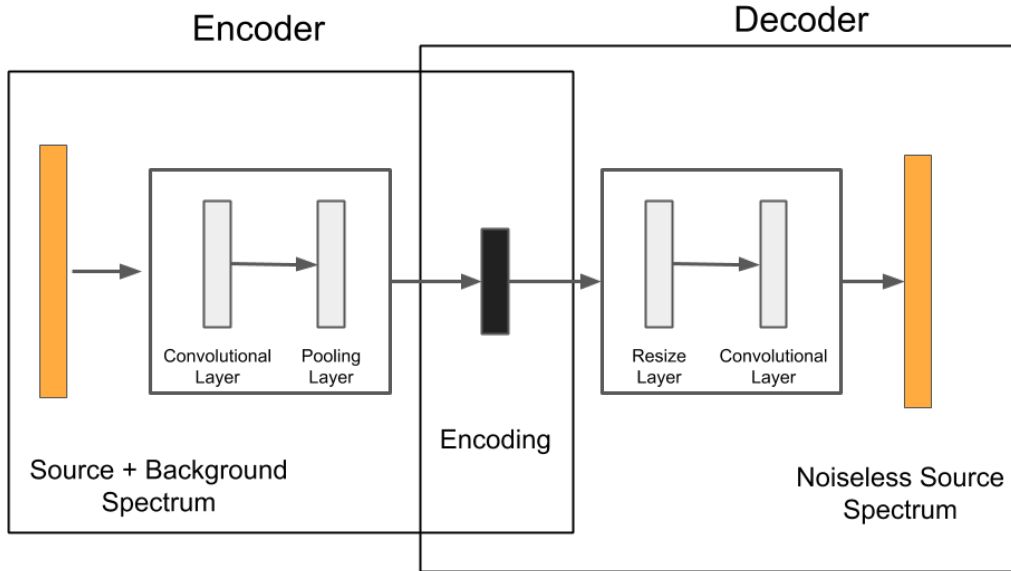 Encoder
Decoder
Convolutional
Layer
Pooling
Layer
Resize
Layer
Convolutional
Layer
Encoding
Source + Background
Spectrum
Noiseless Source
Spectrum